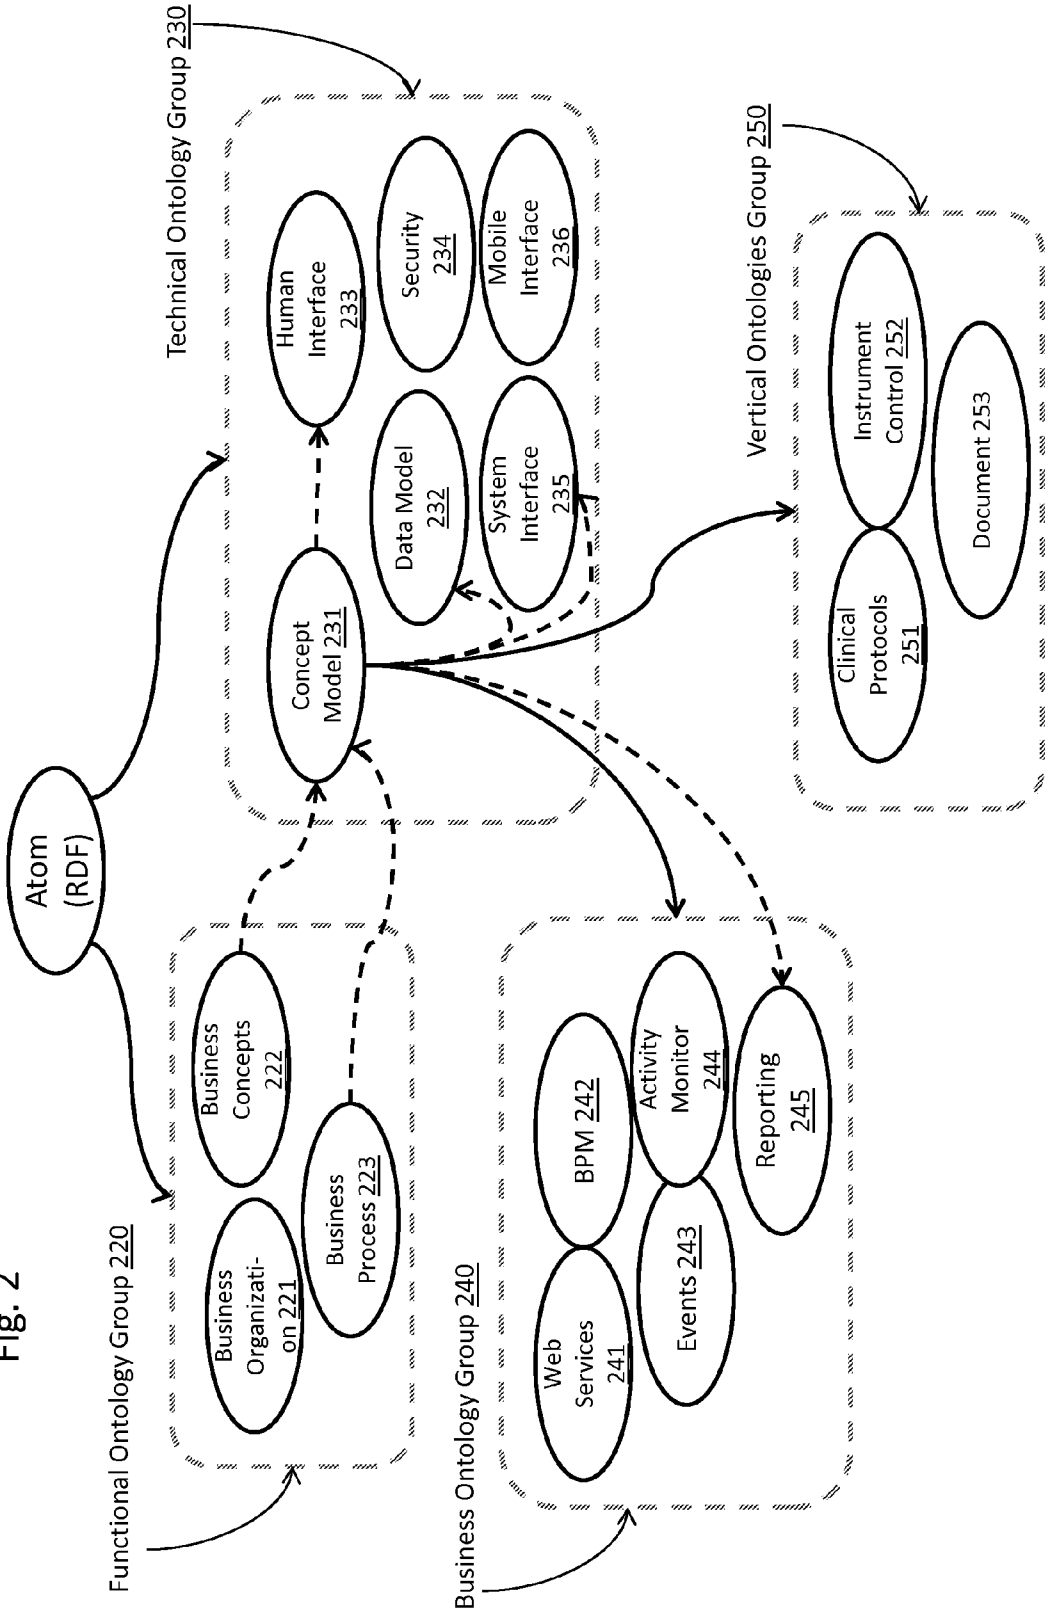 Fig. 2
Atom
(RDF)
Functional Ontology Group 220
Business
Organizati-
on 221
Business
Concepts
222
Business
Process 223
Technical Ontology Group 230
Concept
Model 231
Human
Interface
233
Data Model
232
Security
234
System
Interface
235
Mobile
Interface
236
Business Ontology Group 240
Web
Services
241
BPM 242
Events 243
Activity
Monitor
244
Reporting
245
Vertical Ontologies Group 250
Clinical
Protocols
251
Instrument
Control 252
Document 253